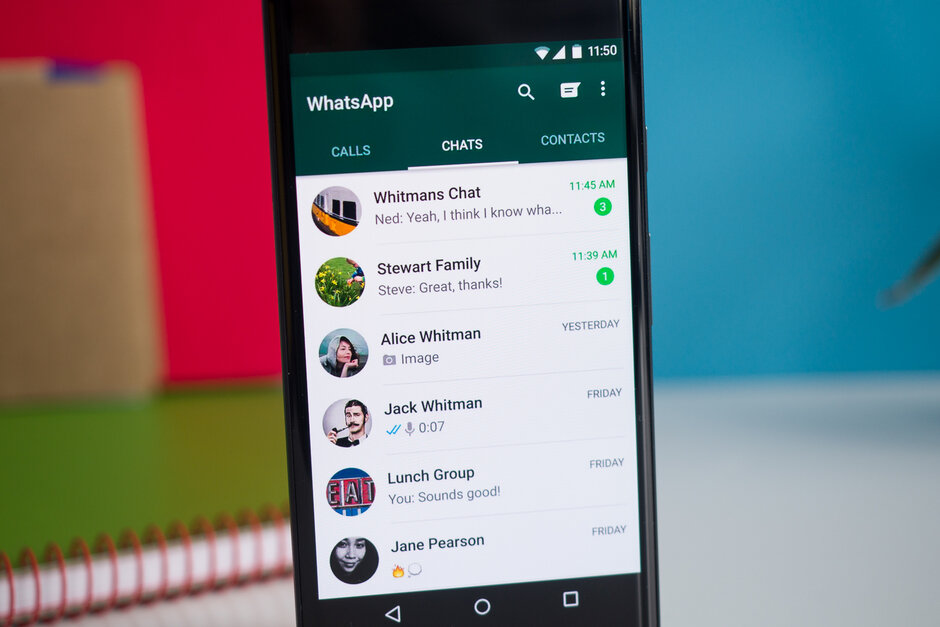 11:50
WhatsApp
CALLS CHATS CONTACTS
Whitmans Chat 11:45 AM
Ned: Yeah, I think I know wha... 3
Stewart Family 11:39 AM
Steve: Great, thanks! 1
Alice Whitman YESTERDAY
Image
Jack Whitman FRIDAY
0:07
EAT
Lunch Group FRIDAY
You: Sounds good!
Jane Pearson FRIDAY